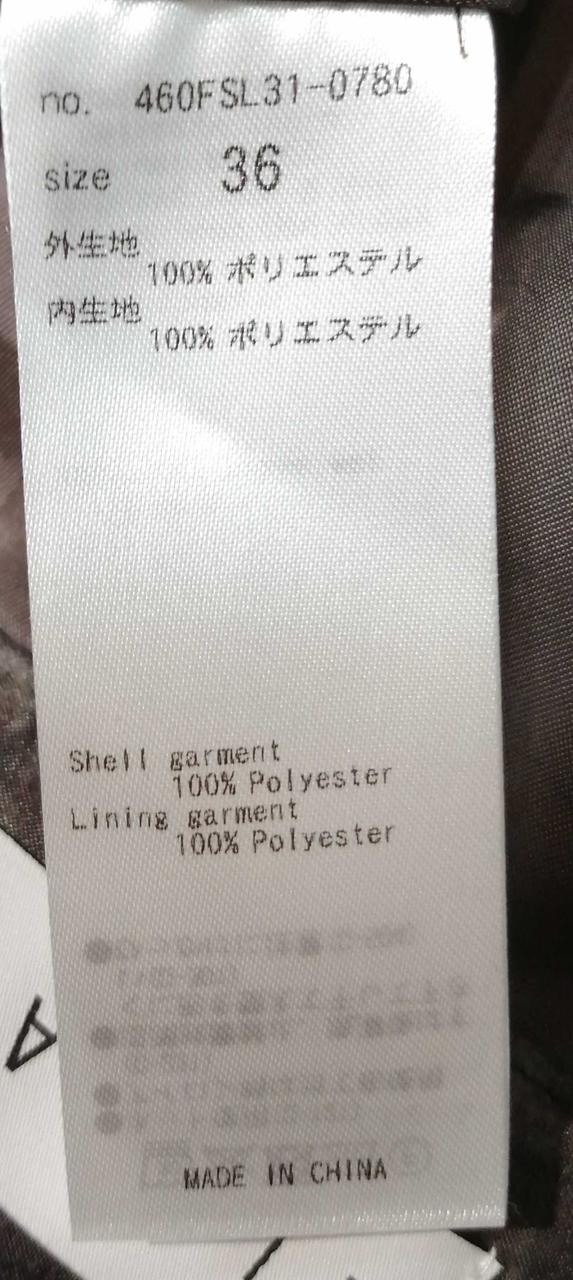 no. 460FSL31-0780
size 36
外生地
100% ポリエステル
内生地
100% ポリエステル
Shell garment
100% Polyester
Lining garment
100% Polyester
MADE IN CHINA